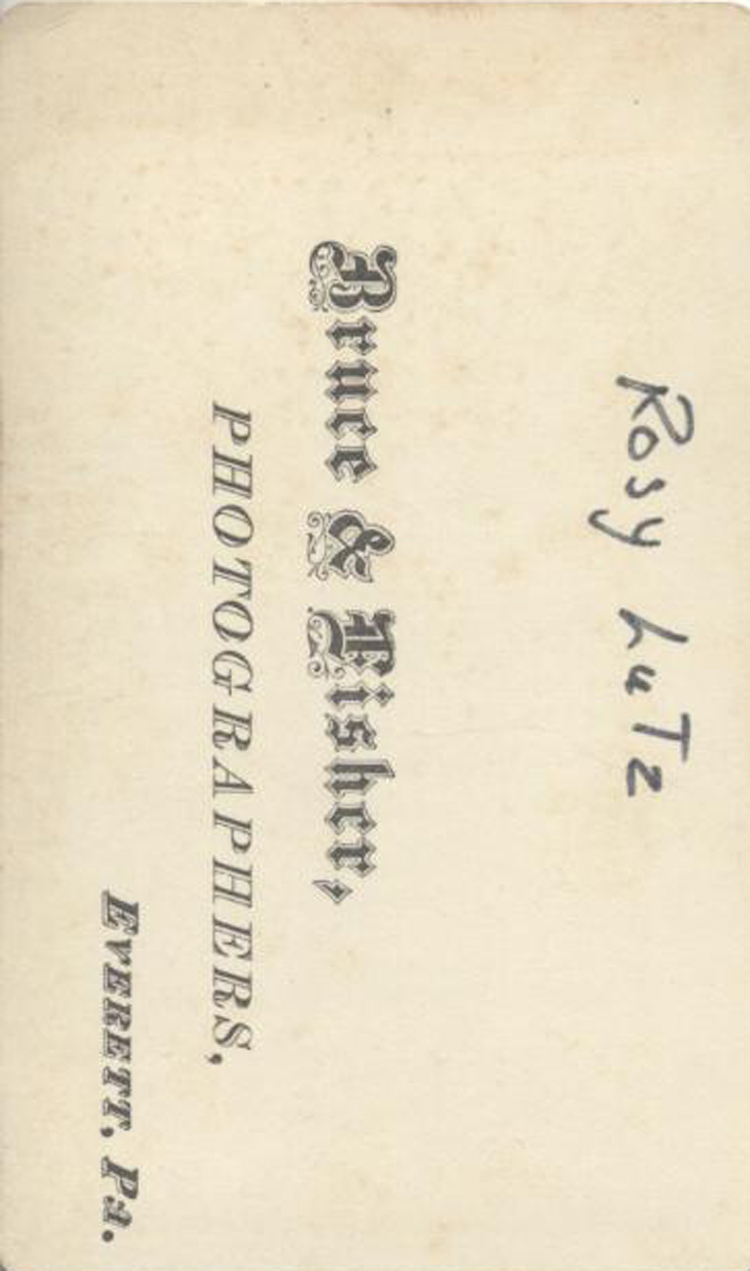 Rosy LuTz
Bruce & Fisher,
PHOTOGRAPHERS,
EVERETT, PA.